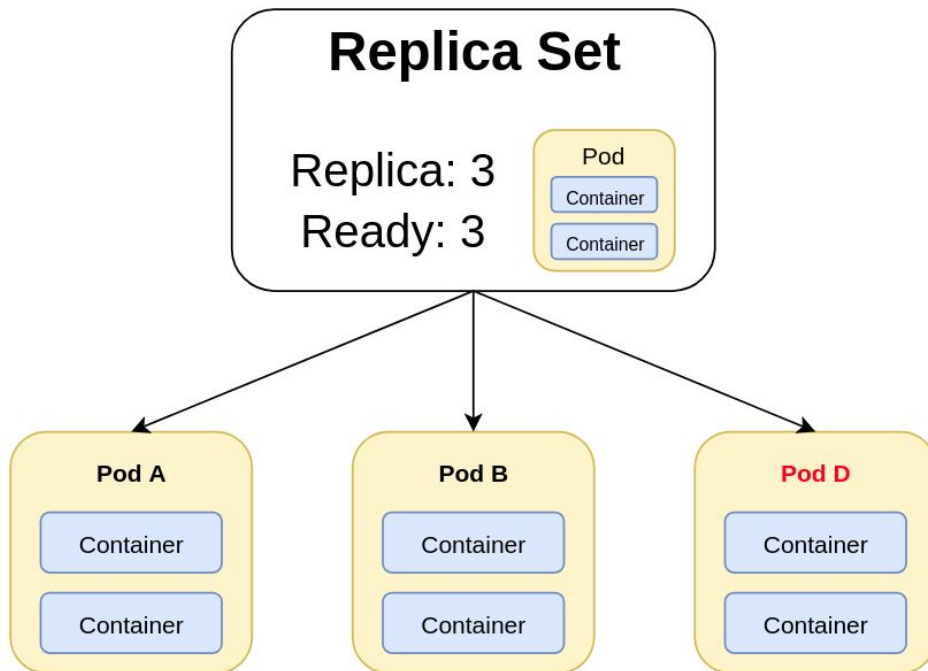 Replica Set
Replica: 3
Ready: 3
Pod
Container
Container
Pod A
Container
Container
Pod B
Container
Container
Pod D
Container
Container